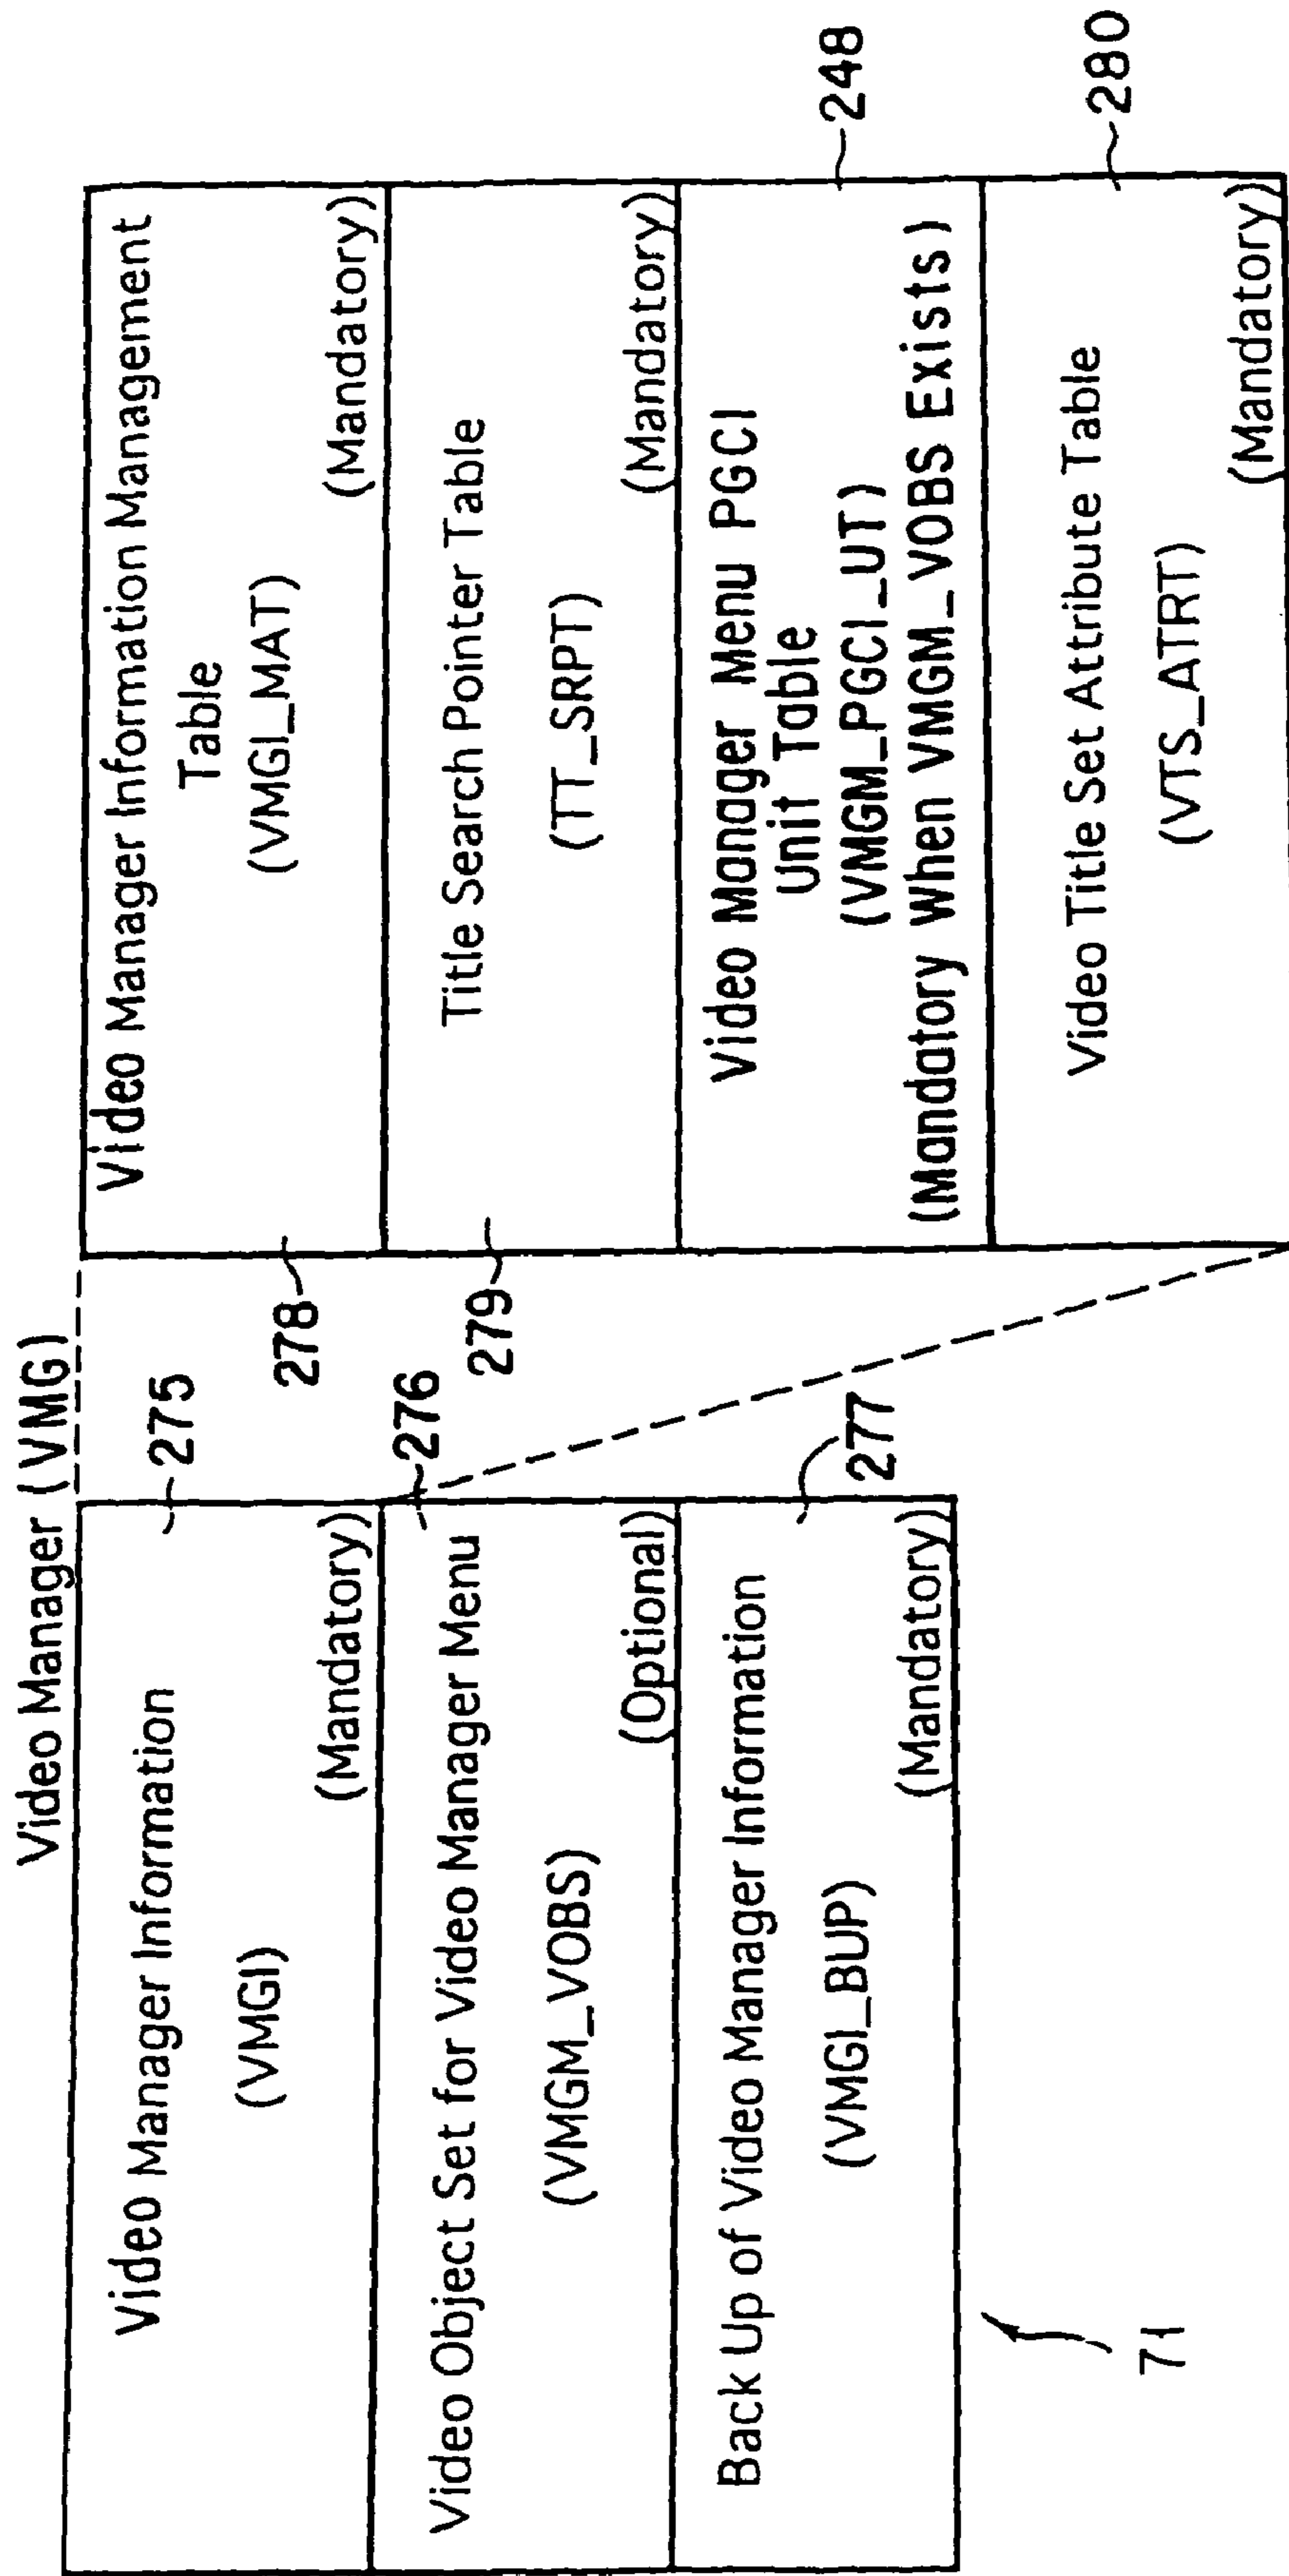 Video Manager (VMG)
275
Video Manager Information
(VMGI)
(Mandatory)
276
Video Object Set for Video Manager Menu
(VMGM_VOBS)
(Optional)
277
Back Up of Video Manager Information
(VMGI_BUP)
(Mandatory)
71
Video Manager Information Management
Table
(VMGI_MAT)
(Mandatory)
278
Title Search Pointer Table
(TT_SRPT)
(Mandatory)
279
Video Manager Menu PGCI
Unit Table
(VMGM_PGCI_UT)
(Mandatory When VMGM_VOBS Exists)
248
Video Title Set Attribute Table
(VTS_ATRT)
(Mandatory)
280